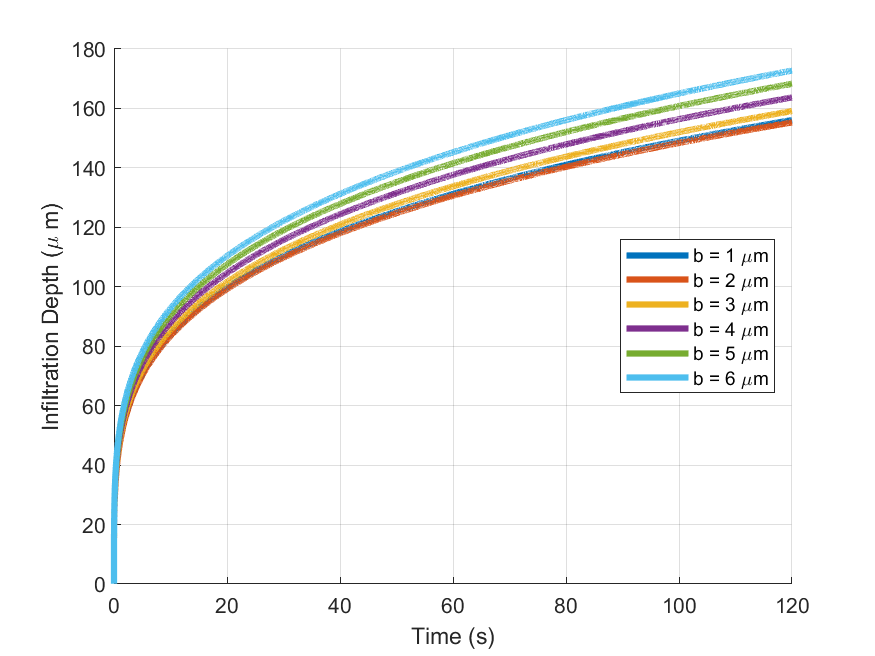 180
160
140
120
100
80
60
40
20
0
Infiltration Depth (μ m)
b = 1 μm
b = 2 μm
b = 3 μm
b = 4 μm
b = 5 μm
b = 6 μm
0 20 40 60 80 100 120
Time (s)